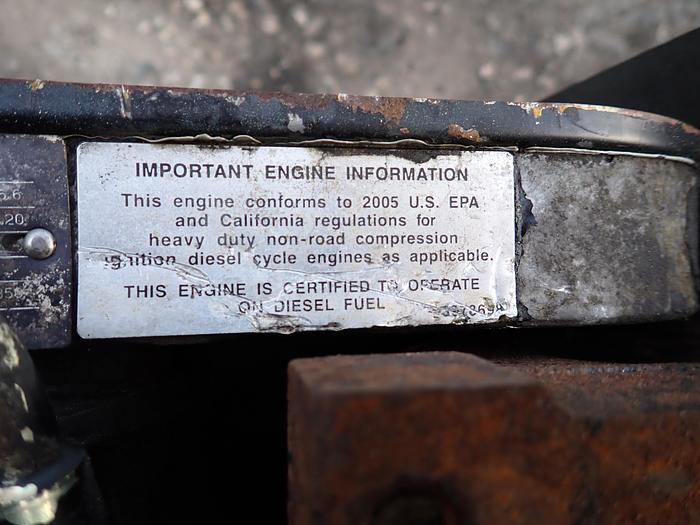 IMPORTANT ENGINE INFORMATION
This engine conforms to 2005 U.S. EPA
and California regulations for
heavy duty non-road compression
ignition diesel cycle engines as applicable.
THIS ENGINE IS CERTIFIED TO OPERATE
ON DIESEL FUEL